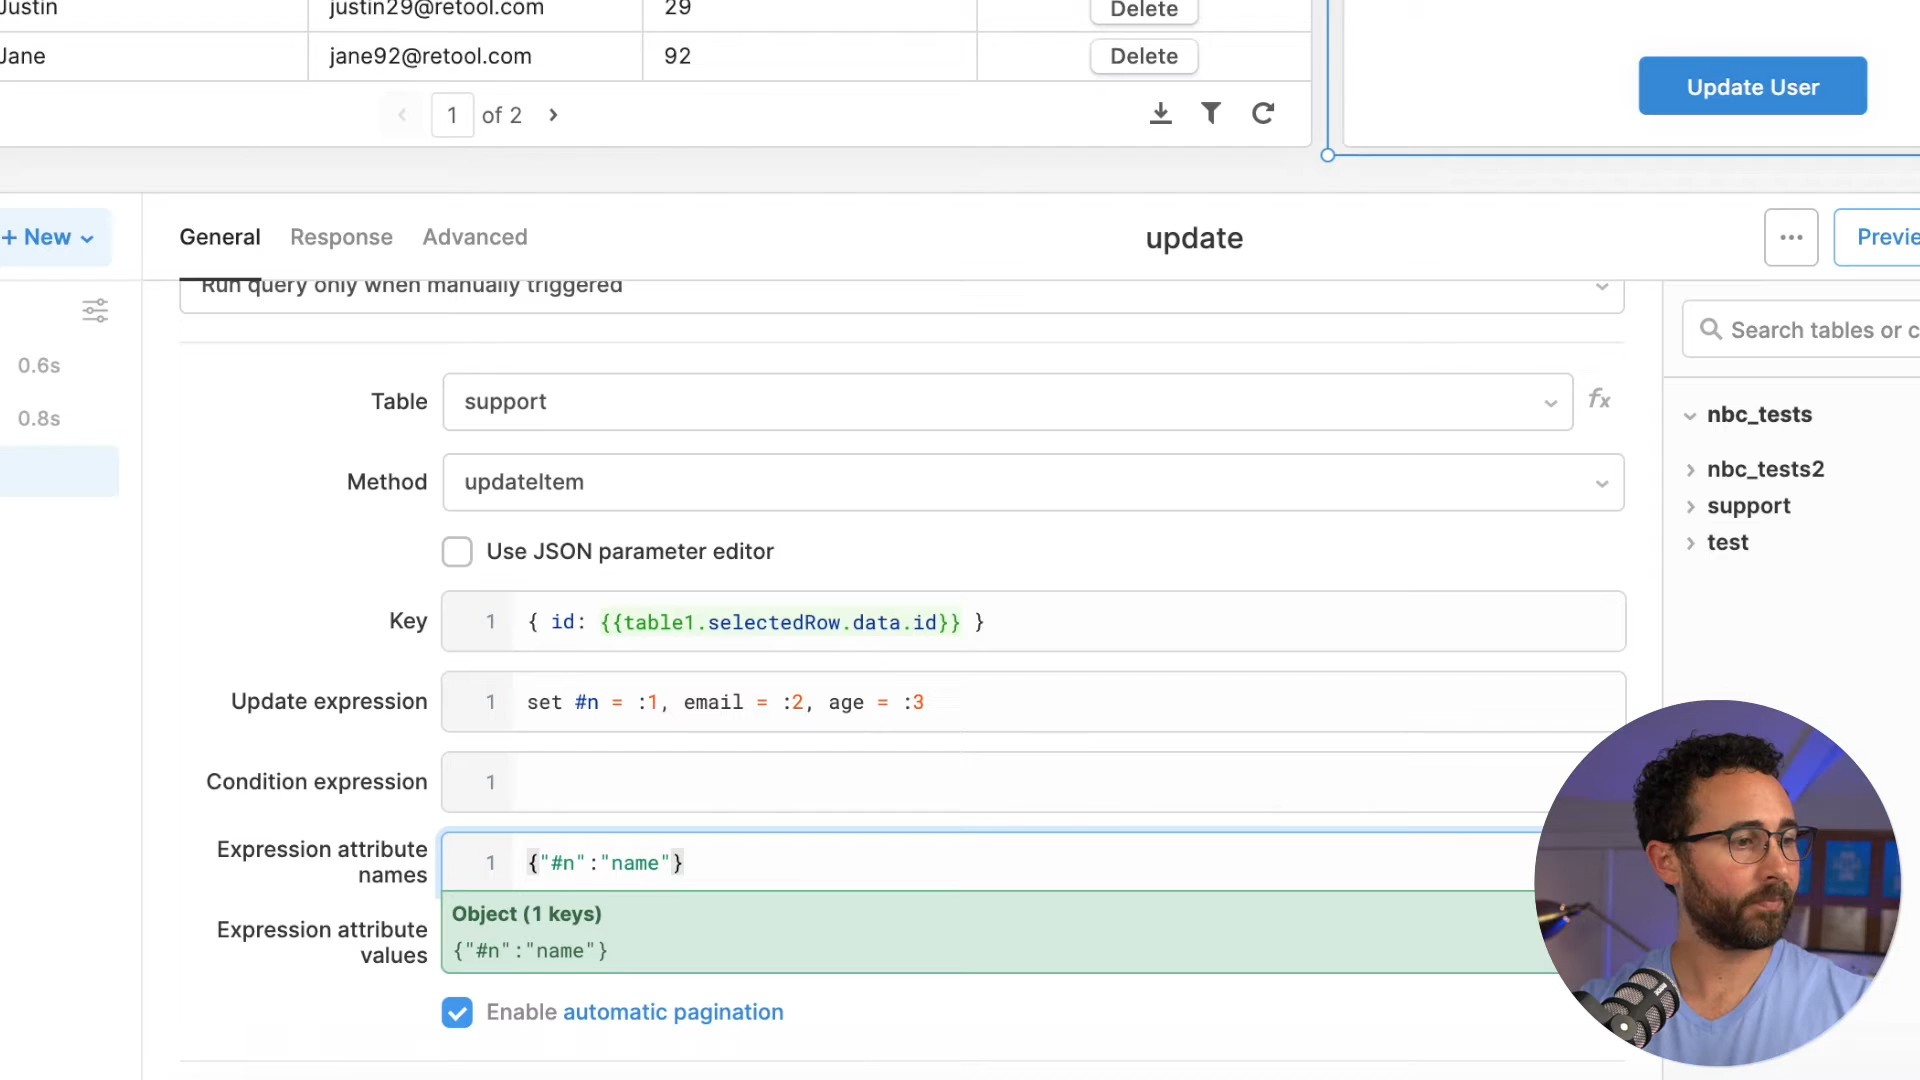 Justin justin29@retool.com 29 Delete
Jane jane92@retool.com 92 Delete
Update User
1 of 2
+ New
General Response Advanced
update
Previe
Run query only when manually triggered
0.6s
0.8s
Search tables or c
Table support fx
nbc_tests
nbc_tests2
support
test
Method updateItem
Use JSON parameter editor
Key 1 { id: {{table1.selectedRow.data.id}} }
Update expression 1 set #n = :1, email = :2, age = :3
Condition expression 1
Expression attribute
names
1 {"#n":"name"}
Object (1 keys)
{"#n":"name"}
Expression attribute
values
Enable automatic pagination